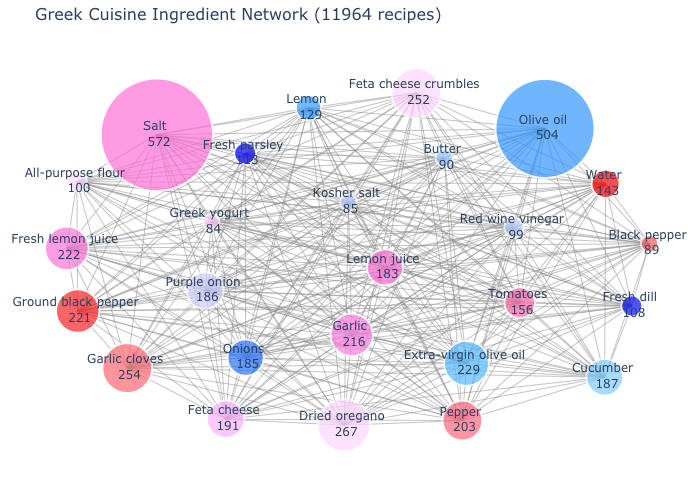 Greek Cuisine Ingredient Network (11964 recipes)
Feta cheese crumbles
252
Lemon
129
Salt
572
Olive oil
504
Fresh parsley
113
Butter
90
All-purpose flour
100
Water
143
Kosher salt
85
Greek yogurt
84
Red wine vinegar
99
Fresh lemon juice
222
Black pepper
89
Lemon juice
183
Purple onion
186
Tomatoes
156
Fresh dill
108
Ground black pepper
221
Garlic
216
Onions
185
Extra-virgin olive oil
229
Garlic cloves
254
Cucumber
187
Feta cheese
191
Dried oregano
267
Pepper
203